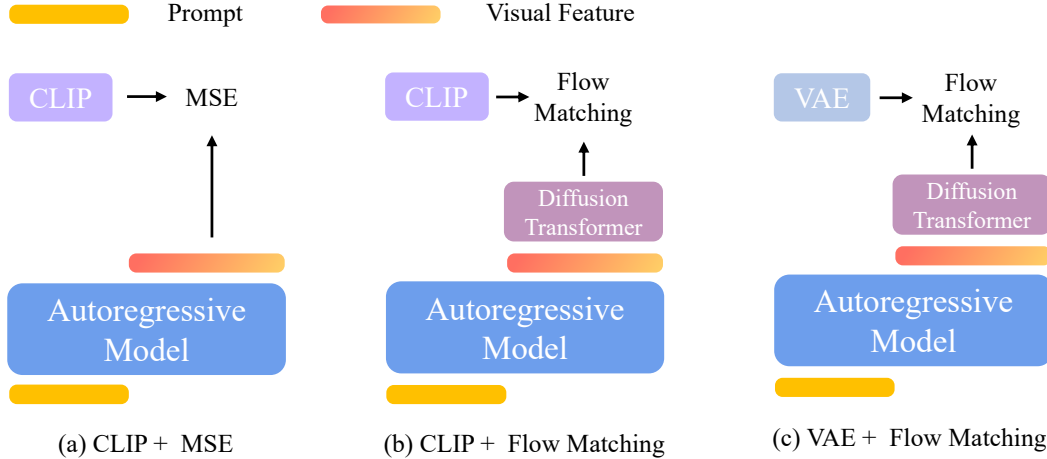 Prompt
Visual Feature
CLIP
MSE
Autoregressive
Model
(a) CLIP + MSE
CLIP
Flow
Matching
Diffusion
Transformer
Autoregressive
Model
(b) CLIP + Flow Matching
VAE
Flow
Matching
Diffusion
Transformer
Autoregressive
Model
(c) VAE + Flow Matching